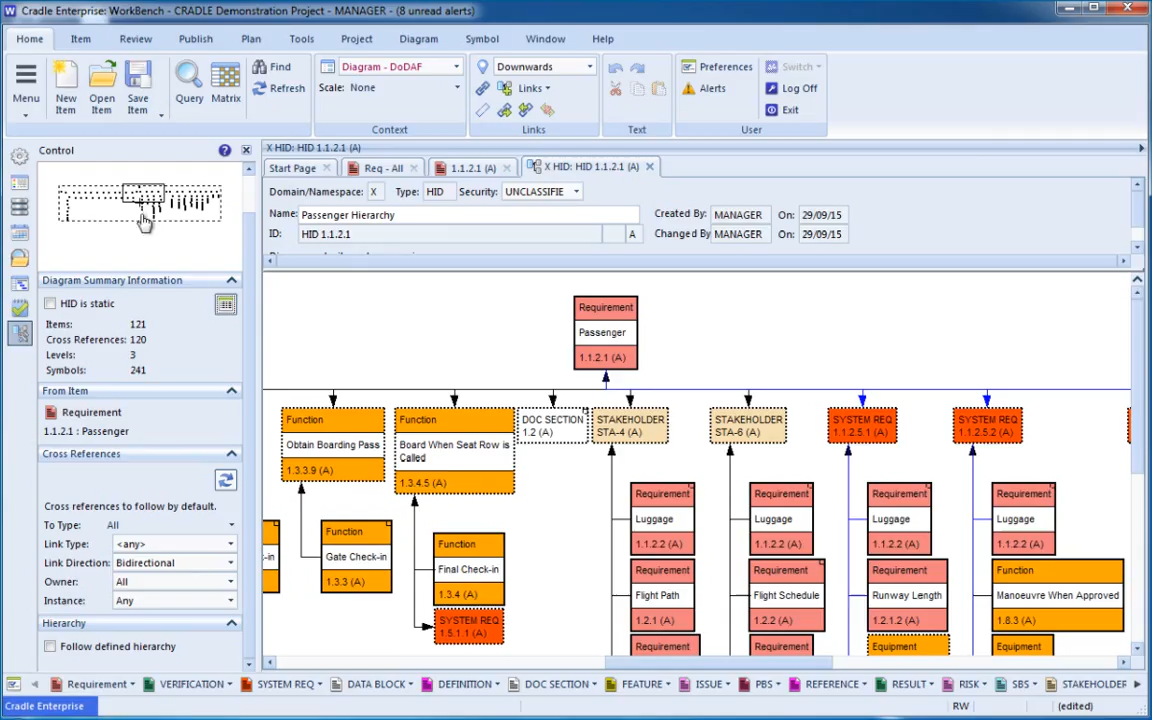 Cradle Enterprise: WorkBench - CRADLE Demonstration Project - MANAGER - (8 unread alerts)
Home Item Review Publish Plan Tools Project Diagram Symbol Window Help
Menu
New Item
Open Item
Save Item
Query
Matrix
Find
Refresh
Diagram - DoDAF
Scale: None
Context
Downwards
Links
Links
Text
Preferences
Alerts
Switch
Log Off
Exit
User
Control
X HID: HID 1.1.2.1 (A)
Start Page
Req - All
1.1.2.1 (A)
X HID: HID 1.1.2.1 (A)
Domain/Namespace: X Type: HID Security: UNCLASSIFIE
Name: Passenger Hierarchy Created By: MANAGER On: 29/09/15
ID: HID 1.1.2.1 A Changed By MANAGER On: 29/09/15
Diagram Summary Information
HID is static
Items: 121
Cross References: 120
Levels: 3
Symbols: 241
From Item
Requirement
1.1.2.1 : Passenger
Cross References
Cross references to follow by default.
To Type: All
Link Type: <any>
Link Direction: Bidirectional
Owner: All
Instance: Any
Hierarchy
Follow defined hierarchy
Requirement
Passenger
1.1.2.1 (A)
Function
Obtain Boarding Pass
1.3.3.9 (A)
Function
Board When Seat Row is
Called
1.3.4.5 (A)
DOC SECTION
1.2 (A)
STAKEHOLDER
STA-4 (A)
STAKEHOLDER
STA-6 (A)
SYSTEM REQ
1.1.2.5.1 (A)
SYSTEM REQ
1.1.2.5.2 (A)
Function
Gate Check-in
1.3.3 (A)
Function
Final Check-in
1.3.4 (A)
SYSTEM REQ
1.5.1.1 (A)
Requirement
Luggage
1.1.2.2 (A)
Requirement
Flight Path
1.2.1 (A)
Requirement
Requirement
Luggage
1.1.2.2 (A)
Requirement
Flight Schedule
1.2.2 (A)
Requirement
Requirement
Luggage
1.1.2.2 (A)
Requirement
Runway Length
1.2.1.2 (A)
Equipment
Requirement
Luggage
1.1.2.2 (A)
Function
Manoeuvre When Approved
1.8.3 (A)
Equipment
Requirement VERIFICATION SYSTEM REQ DATA BLOCK DEFINITION DOC SECTION FEATURE ISSUE PBS REFERENCE RESULT RISK SBS STAKEHOLDER
Cradle Enterprise RW (edited)